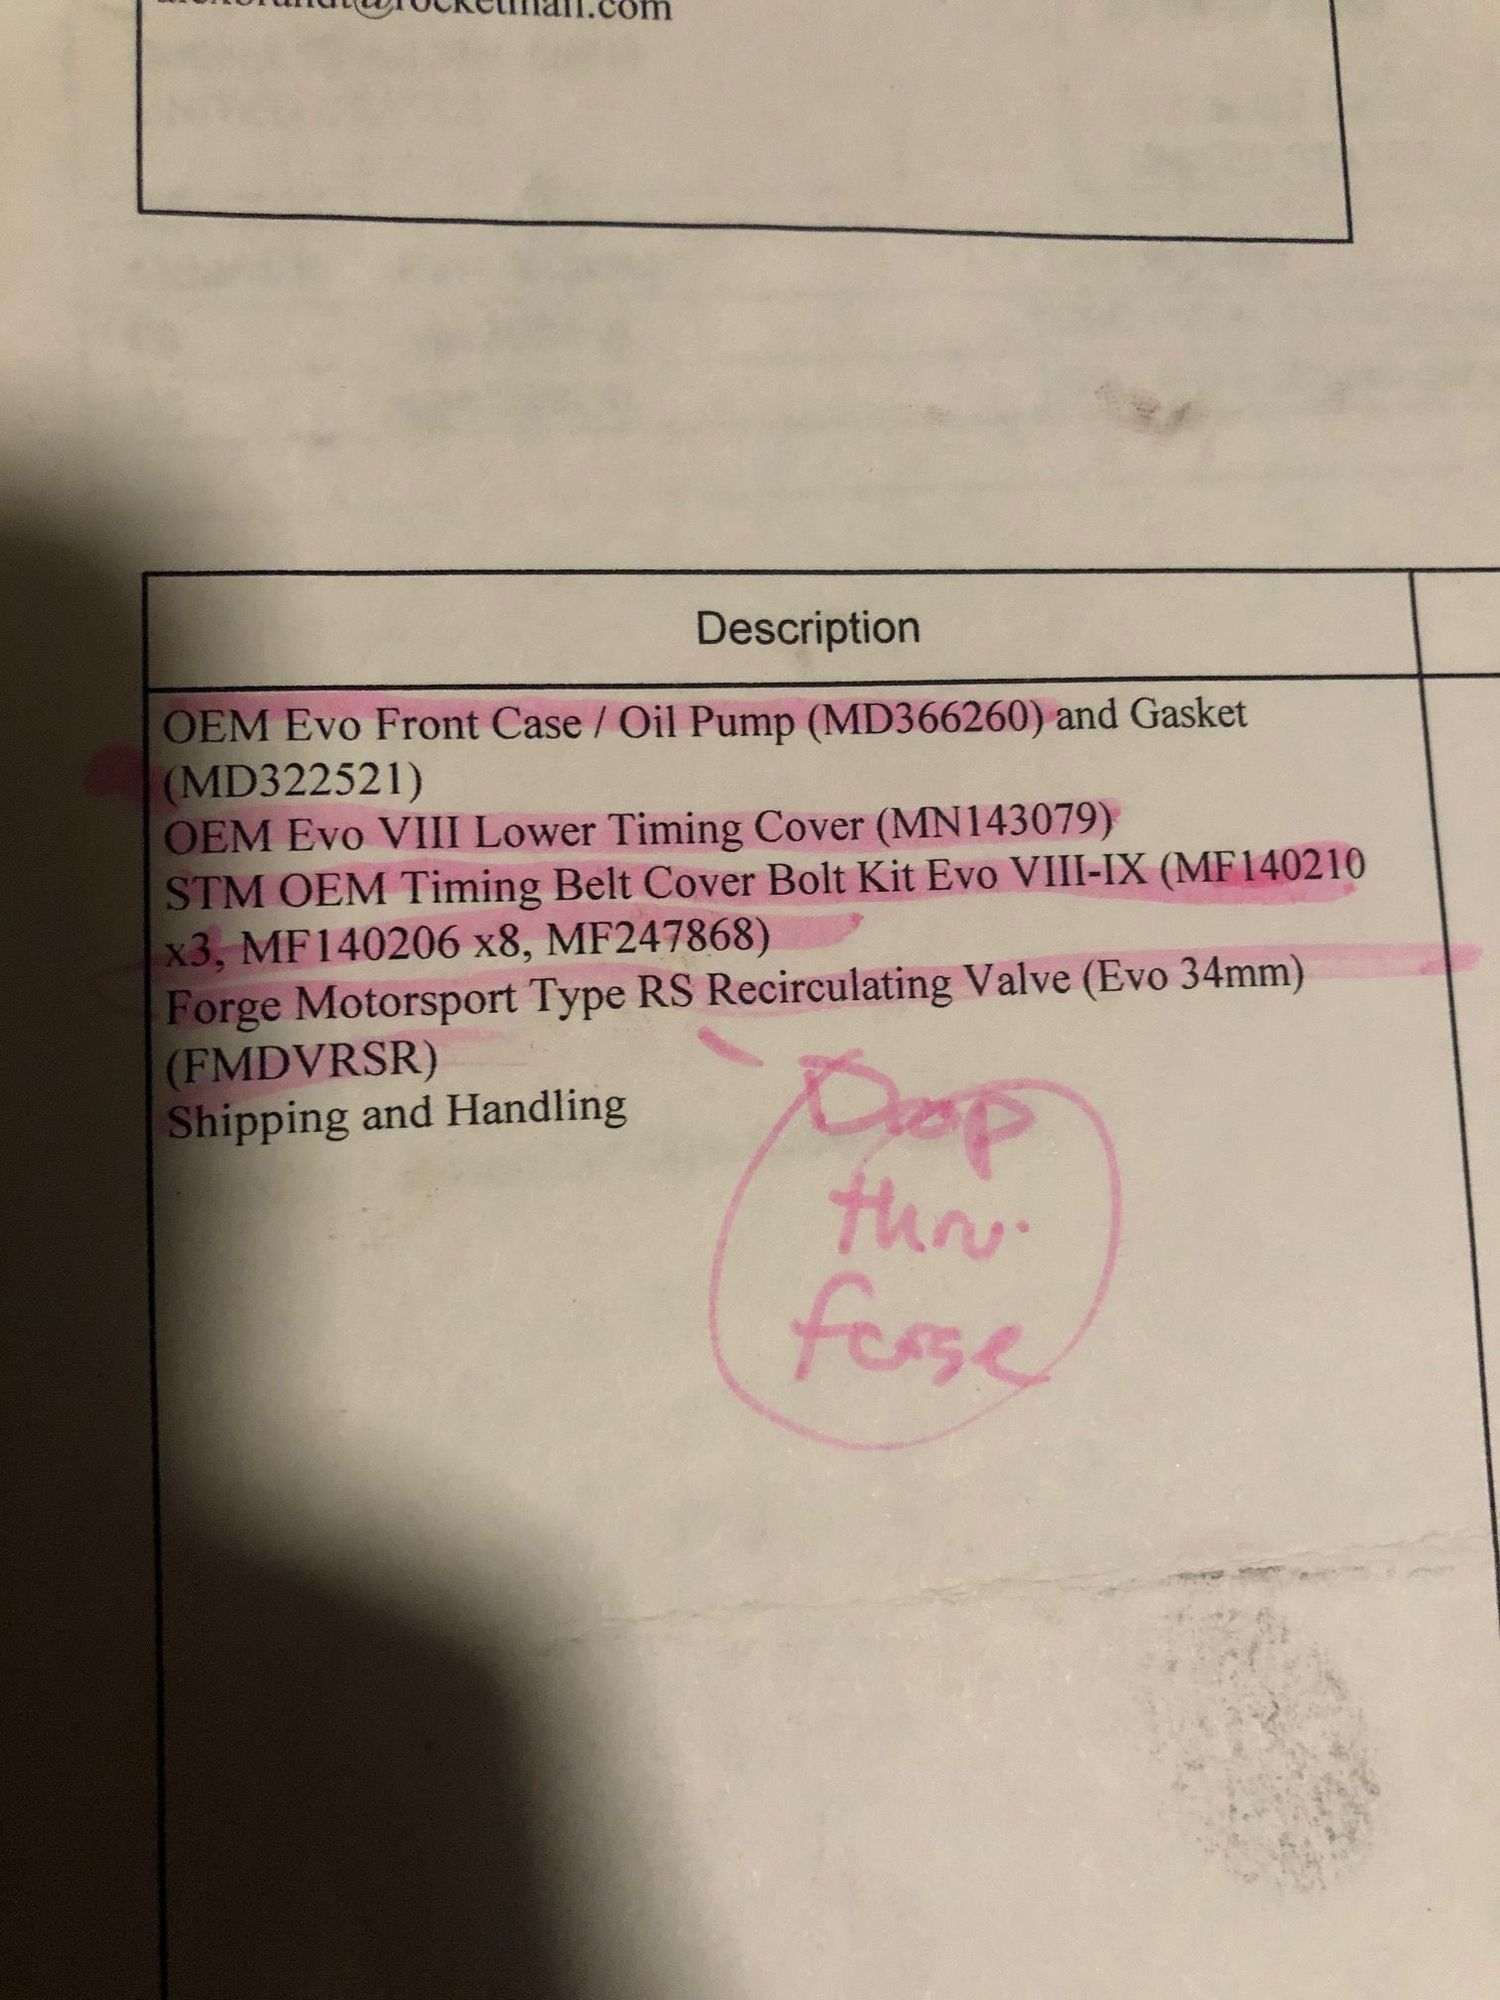 Description
OEM Evo Front Case / Oil Pump (MD366260) and Gasket
(MD322521)
OEM Evo VIII Lower Timing Cover (MN143079)
STM OEM Timing Belt Cover Bolt Kit Evo VIII-IX (MF140210
x3, MF140206 x8, MF247868)
Forge Motorsport Type RS Recirculating Valve (Evo 34mm)
(FMDVRSR)
Shipping and Handling
Drop
thru.